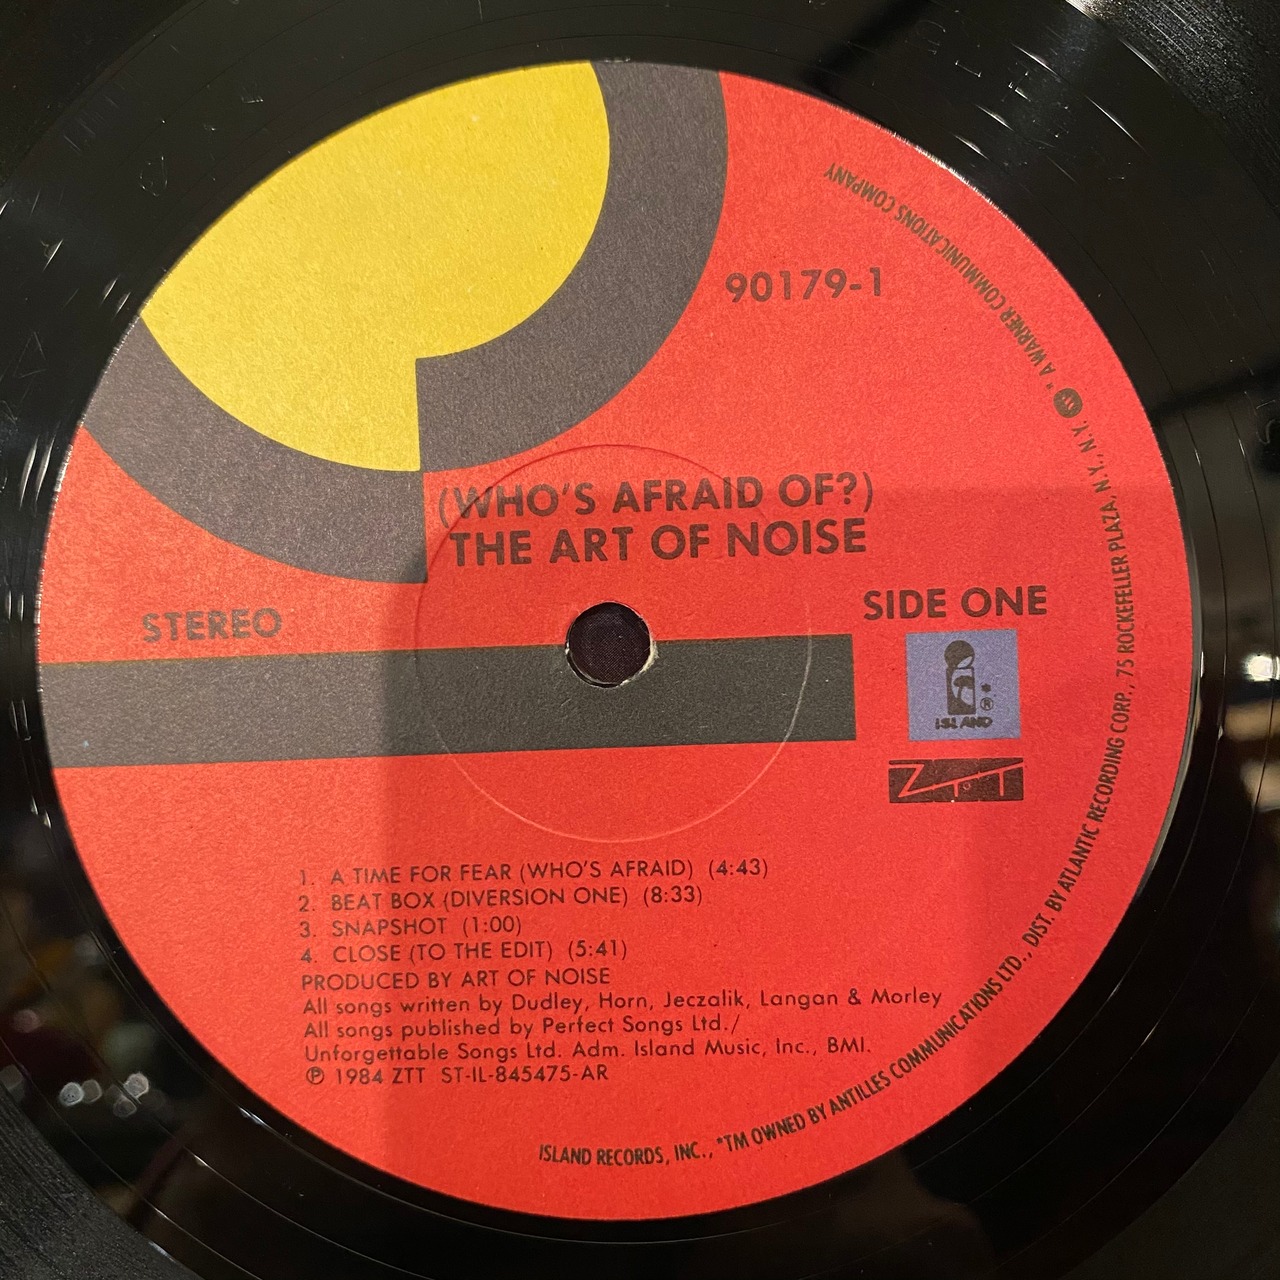 90179-1
(WHO'S AFRAID OF?)
THE ART OF NOISE
STEREO
SIDE ONE
*
®
ISLAND
ZTT
1. A TIME FOR FEAR (WHO'S AFRAID) (4:43)
2. BEAT BOX (DIVERSION ONE) (8:33)
3. SNAPSHOT (1:00)
4. CLOSE (TO THE EDIT) (5:41)
PRODUCED BY ART OF NOISE
All songs written by Dudley, Horn, Jeczalik, Langan & Morley
All songs published by Perfect Songs Ltd./
Unforgettable Songs Ltd. Adm. Island Music, Inc., BMI.
℗ 1984 ZTT ST-IL-845475-AR
ISLAND RECORDS, INC., *TM OWNED BY ANTILLES COMMUNICATIONS LTD., DIST. BY ATLANTIC RECORDING CORP., 75 ROCKEFELLER PLAZA, N.Y., N.Y. ® A WARNER COMMUNICATIONS COMPANY